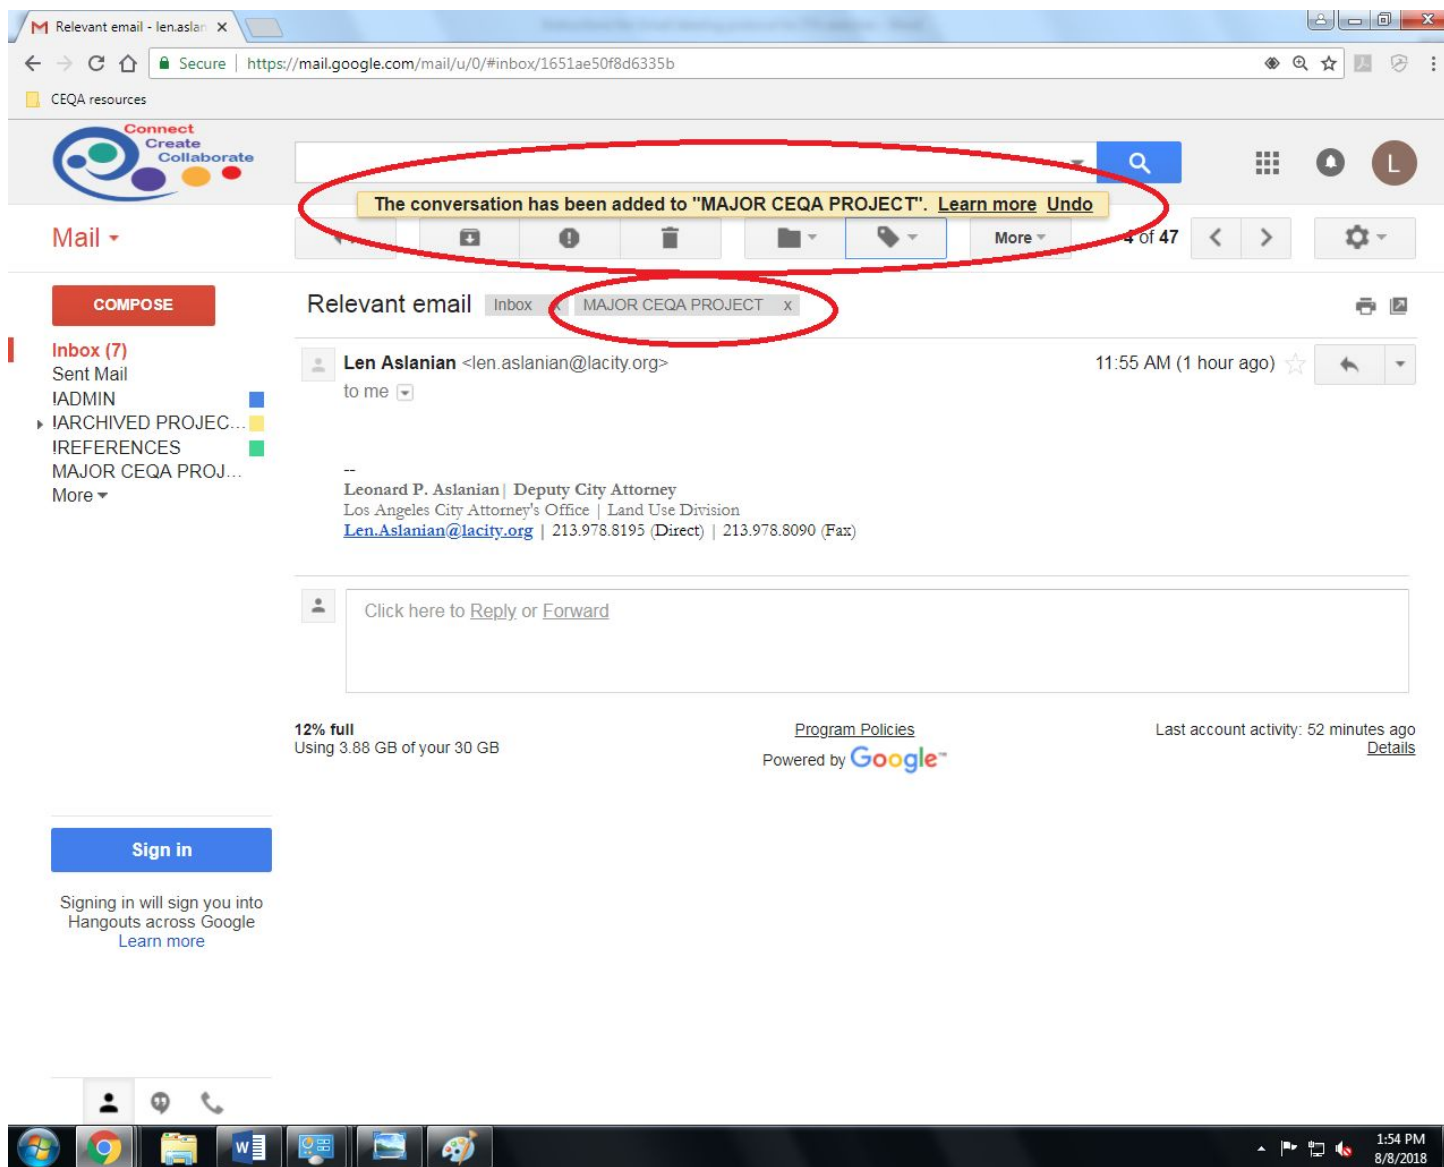 Relevant email - len.aslan
Secure | https://mail.google.com/mail/u/0/#inbox/1651ae50f8d6335b
CEQA resources
Connect
Create
Collaborate
L
The conversation has been added to "MAJOR CEQA PROJECT". Learn more Undo
Mail
More
4 of 47
COMPOSE
Relevant email Inbox x MAJOR CEQA PROJECT x
Inbox (7)
Sent Mail
!ADMIN
!ARCHIVED PROJEC...
!REFERENCES
MAJOR CEQA PROJ...
More
Len Aslanian <len.aslanian@lacity.org>
11:55 AM (1 hour ago)
to me
--
Leonard P. Aslanian | Deputy City Attorney
Los Angeles City Attorney's Office | Land Use Division
Len.Aslanian@lacity.org | 213.978.8195 (Direct) | 213.978.8090 (Fax)
Click here to Reply or Forward
12% full
Using 3.88 GB of your 30 GB
Program Policies
Powered by Google™
Last account activity: 52 minutes ago
Details
Sign in
Signing in will sign you into
Hangouts across Google
Learn more
1:54 PM
8/8/2018